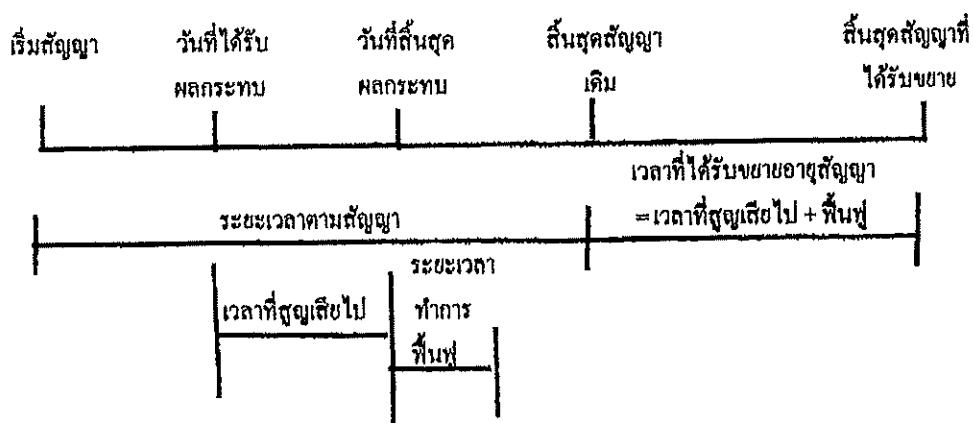 เริ่มสัญญา
วันที่ได้รับ
ผลกระทบ
วันที่สิ้นสุด
ผลกระทบ
สิ้นสุดสัญญา
เดิม
สิ้นสุดสัญญาที่
ได้รับขยาย
เวลาที่ได้รับขยายอายุสัญญา
=เวลาที่สูญเสียไป + ฟื้นฟู
ระยะเวลาตามสัญญา
เวลาที่สูญเสียไป
ระยะเวลา
ทำการ
ฟื้นฟู